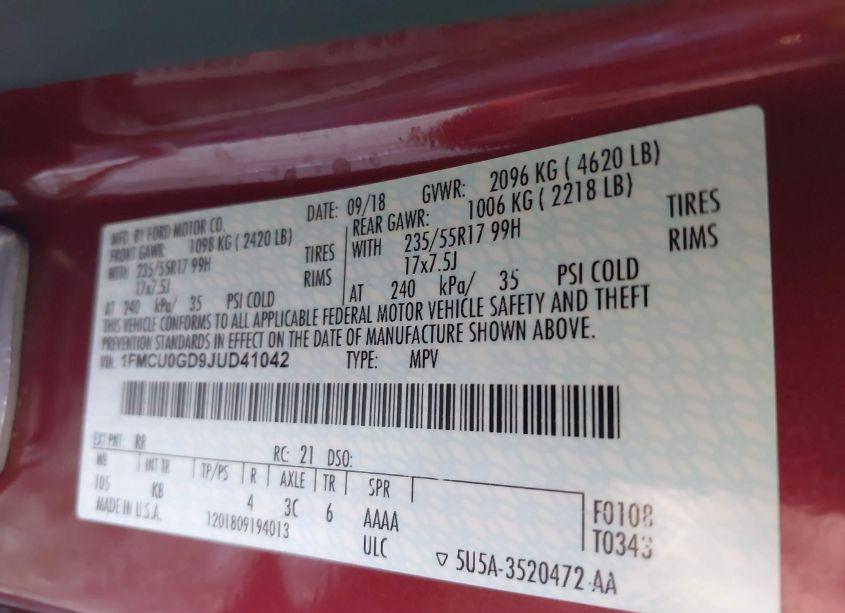 MFD. BY FORD MOTOR CO.
DATE: 09/18 GVWR: 2096 KG ( 4620 LB)
FRONT GAWR: 1098 KG ( 2420 LB)
WITH 235/55R17 99H TIRES
17x7.5J RIMS
AT 240 kPa/ 35 PSI COLD
REAR GAWR: 1006 KG ( 2218 LB)
WITH 235/55R17 99H TIRES
17x7.5J RIMS
AT 240 kPa/ 35 PSI COLD
THIS VEHICLE CONFORMS TO ALL APPLICABLE FEDERAL MOTOR VEHICLE SAFETY AND THEFT
PREVENTION STANDARDS IN EFFECT ON THE DATE OF MANUFACTURE SHOWN ABOVE.
VIN: 1FMCU0GD9JUD41042 TYPE: MPV
EXT PNT: RR RC: 21 DSO:
WB INT TR TP/PS R AXLE TR SPR
105 KB 4 3C 6 AAAA F0108
MADE IN U.S.A. 1201809194013 ULC T0343
5U5A-3520472-AA